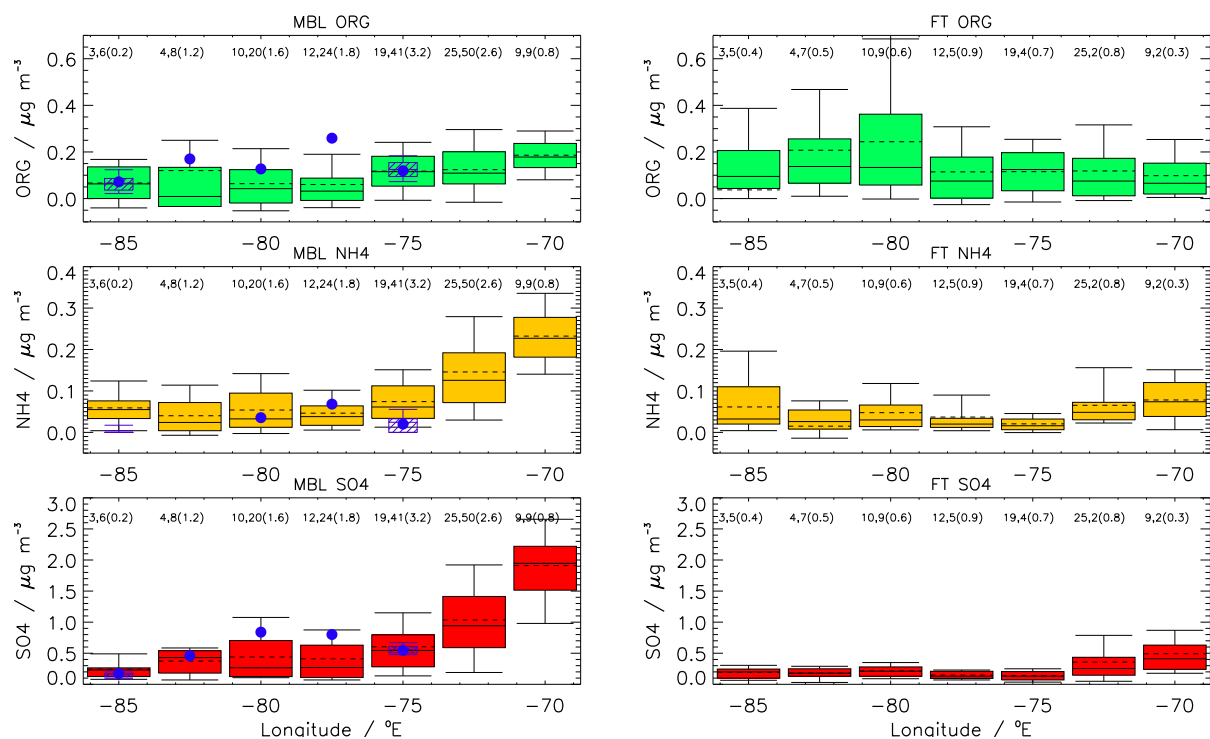 MBL ORG
ORG / μg m⁻³
0.6
0.4
0.2
0.0
3,6(0.2) 4,8(1.2) 10,20(1.6) 12,24(1.8) 19,41(3.2) 25,50(2.6) 9,9(0.8)
−85 −80 −75 −70
FT ORG
ORG / μg m⁻³
0.6
0.4
0.2
0.0
3,5(0.4) 4,7(0.5) 10,9(0.6) 12,5(0.9) 19,4(0.7) 25,2(0.8) 9,2(0.3)
−85 −80 −75 −70
MBL NH4
NH4 / μg m⁻³
0.4
0.3
0.2
0.1
0.0
3,6(0.2) 4,8(1.2) 10,20(1.6) 12,24(1.8) 19,41(3.2) 25,50(2.6) 9,9(0.8)
−85 −80 −75 −70
FT NH4
NH4 / μg m⁻³
0.4
0.3
0.2
0.1
0.0
3,5(0.4) 4,7(0.5) 10,9(0.6) 12,5(0.9) 19,4(0.7) 25,2(0.8) 9,2(0.3)
−85 −80 −75 −70
MBL SO4
SO4 / μg m⁻³
3.0
2.5
2.0
1.5
1.0
0.5
0.0
3,6(0.2) 4,8(1.2) 10,20(1.6) 12,24(1.8) 19,41(3.2) 25,50(2.6) 9,9(0.8)
−85 −80 −75 −70
Longitude / °E
FT SO4
SO4 / μg m⁻³
3.0
2.5
2.0
1.5
1.0
0.5
0.0
3,5(0.4) 4,7(0.5) 10,9(0.6) 12,5(0.9) 19,4(0.7) 25,2(0.8) 9,2(0.3)
−85 −80 −75 −70
Longitude / °E